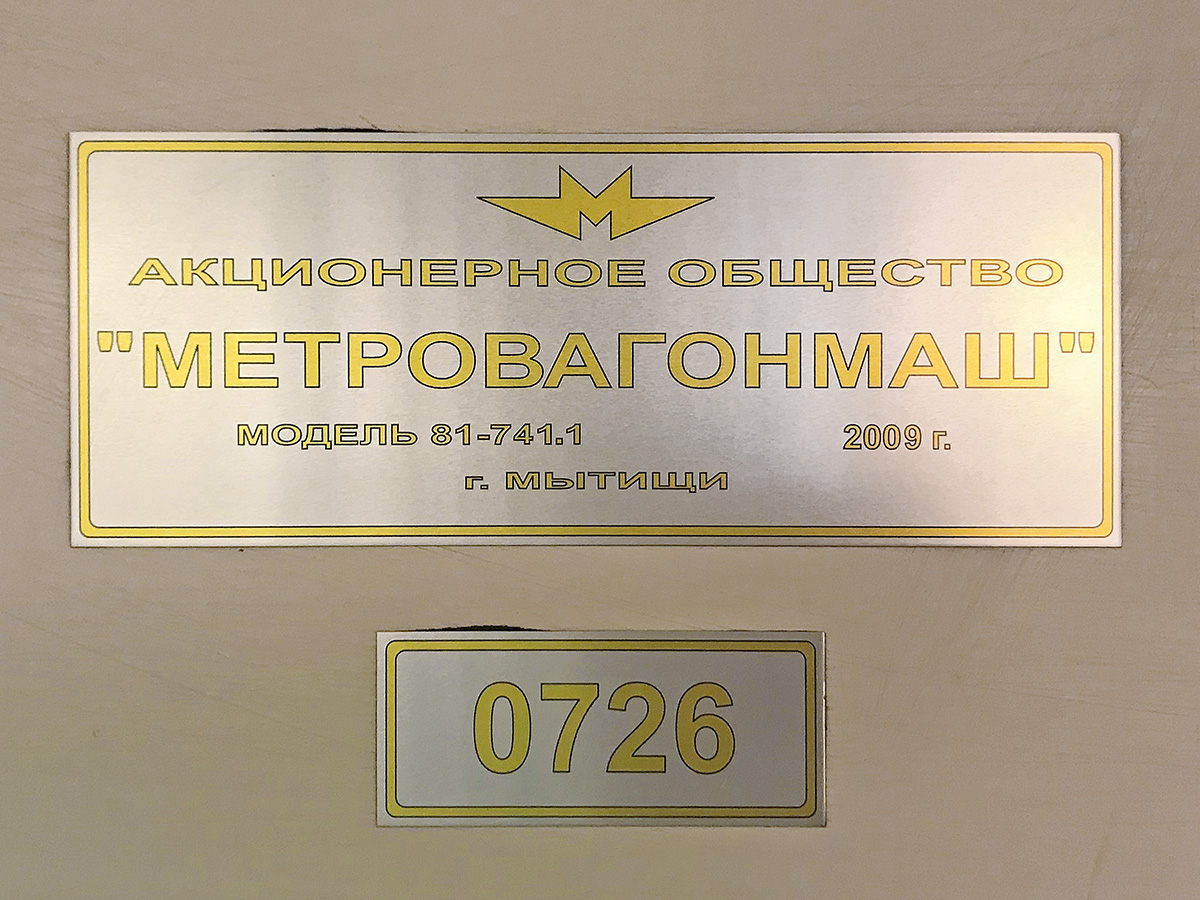 АКЦИОНЕРНОЕ ОБЩЕСТВО
"МЕТРОВАГОНМАШ"
МОДЕЛЬ 81-741.1 2009 г.
г. МЫТИЩИ
0726